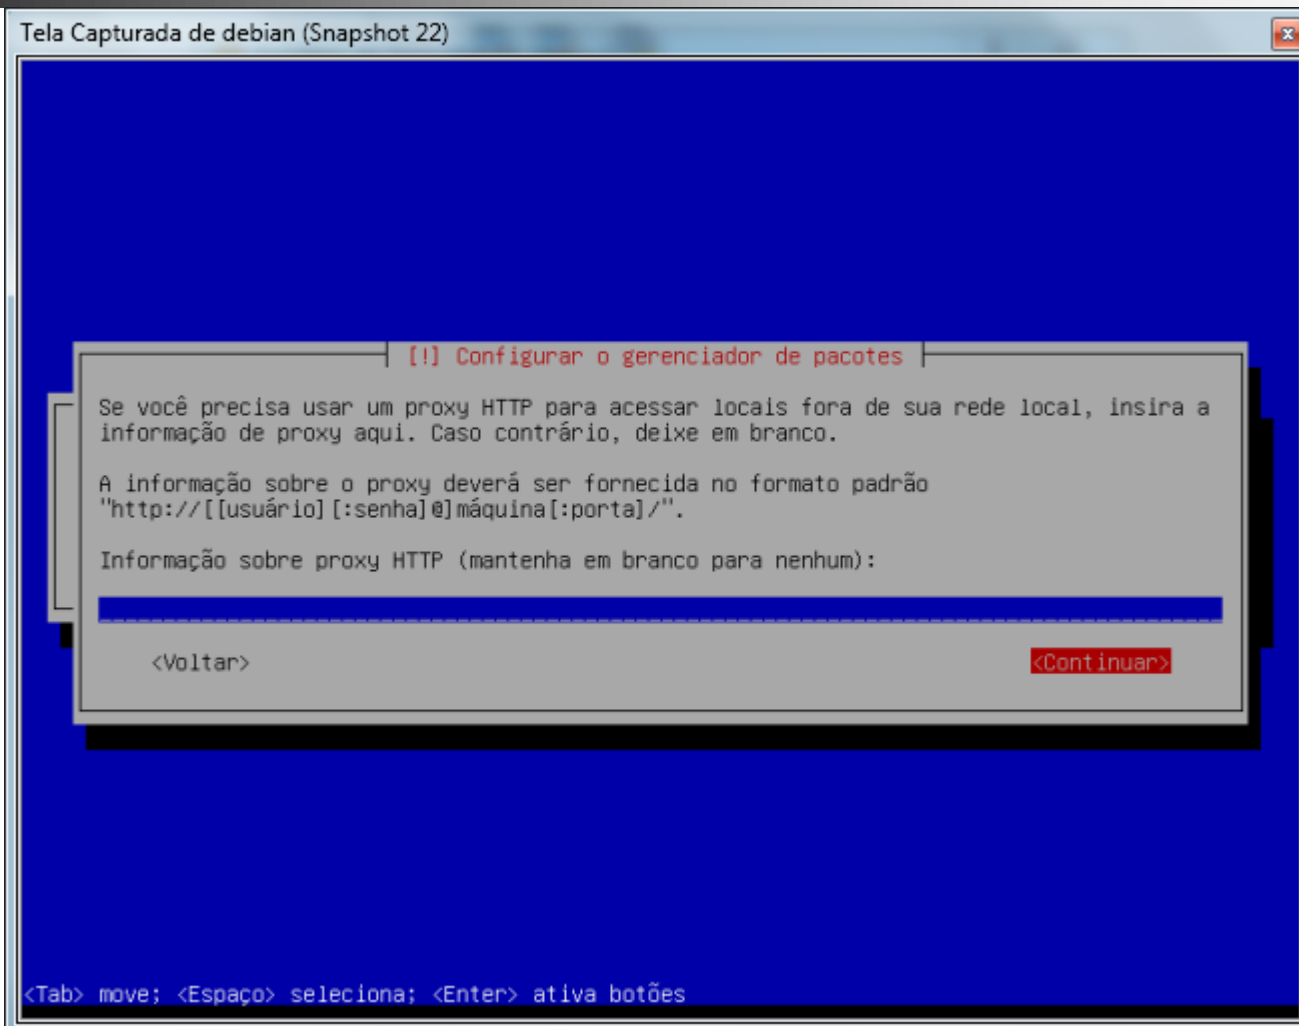 Tela Capturada de debian (Snapshot 22)
[!] Configurar o gerenciador de pacotes
Se você precisa usar um proxy HTTP para acessar locais fora de sua rede local, insira a
informação de proxy aqui. Caso contrário, deixe em branco.
A informação sobre o proxy deverá ser fornecida no formato padrão
"http://[[usuário][:senha]@]máquina[:porta]/".
Informação sobre proxy HTTP (mantenha em branco para nenhum):
<Voltar> <Continuar>
<Tab> move; <Espaço> seleciona; <Enter> ativa botões